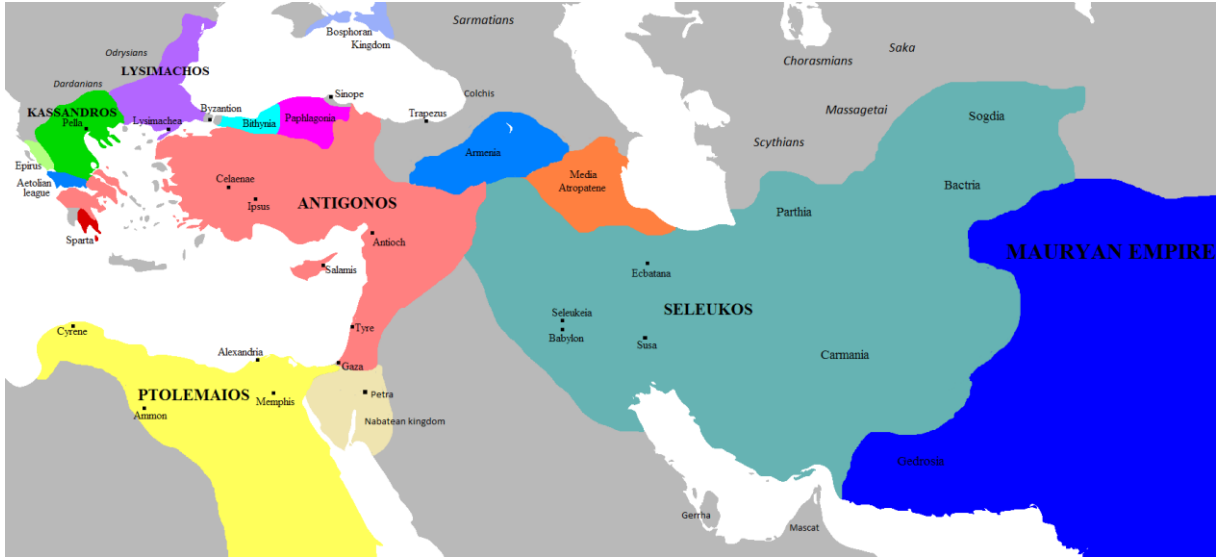 Sarmatians
Bosphoran
Kingdom
Saka
Odrysians
Chorasmians
LYSIMACHOS
Dardanians
Sinope
Colchis
Massagetai
KASSANDROS
Byzantion
Trapezus
Sogdia
Pella
Lysimachea
Bithynia
Paphlagonia
Scythians
Armenia
Epirus
Media
Atropatene
Aetolian
league
Celaenae
Bactria
Ipsus
ANTIGONOS
Parthia
Sparta
Antioch
MAURYAN EMPIRE
Salamis
Ecbatana
Seleukeia
SELEUKOS
Cyrene
Tyre
Babylon
Susa
Alexandria
Gaza
Carmania
PTOLEMAIOS
Memphis
Petra
Ammon
Nabatean kingdom
Gedrosia
Gerrha
Mascat